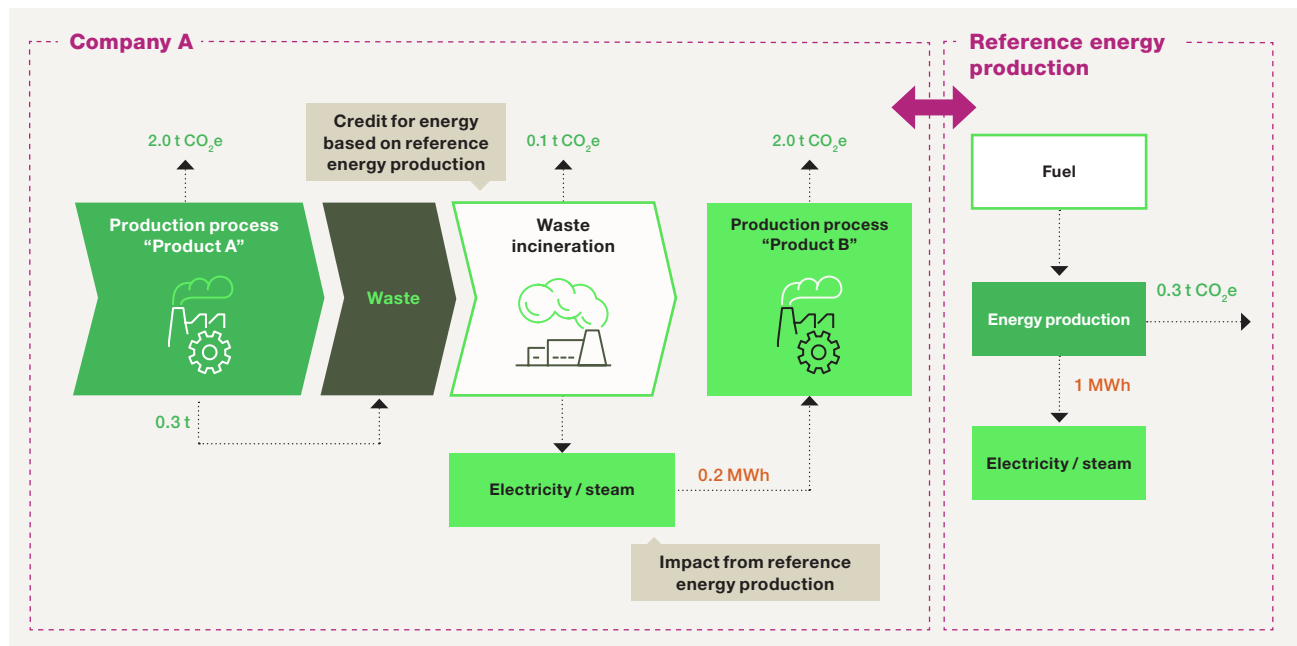 Company A
Reference energy
production
Credit for energy
based on reference
energy production
2.0 t CO₂e
0.1 t CO₂e
2.0 t CO₂e
Production process
“Product A”
Waste
Waste
incineration
Production process
“Product B”
0.3 t
Electricity / steam
0.2 MWh
Impact from reference
energy production
Fuel
Energy production
0.3 t CO₂e
1 MWh
Electricity / steam